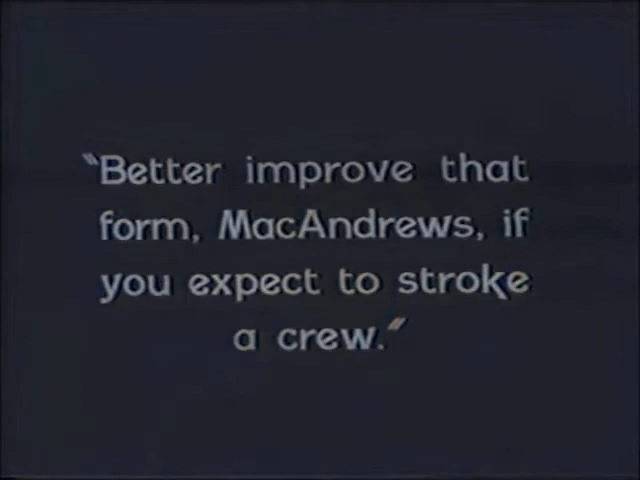 "Better improve that
form, MacAndrews, if
you expect to stroke
a crew."